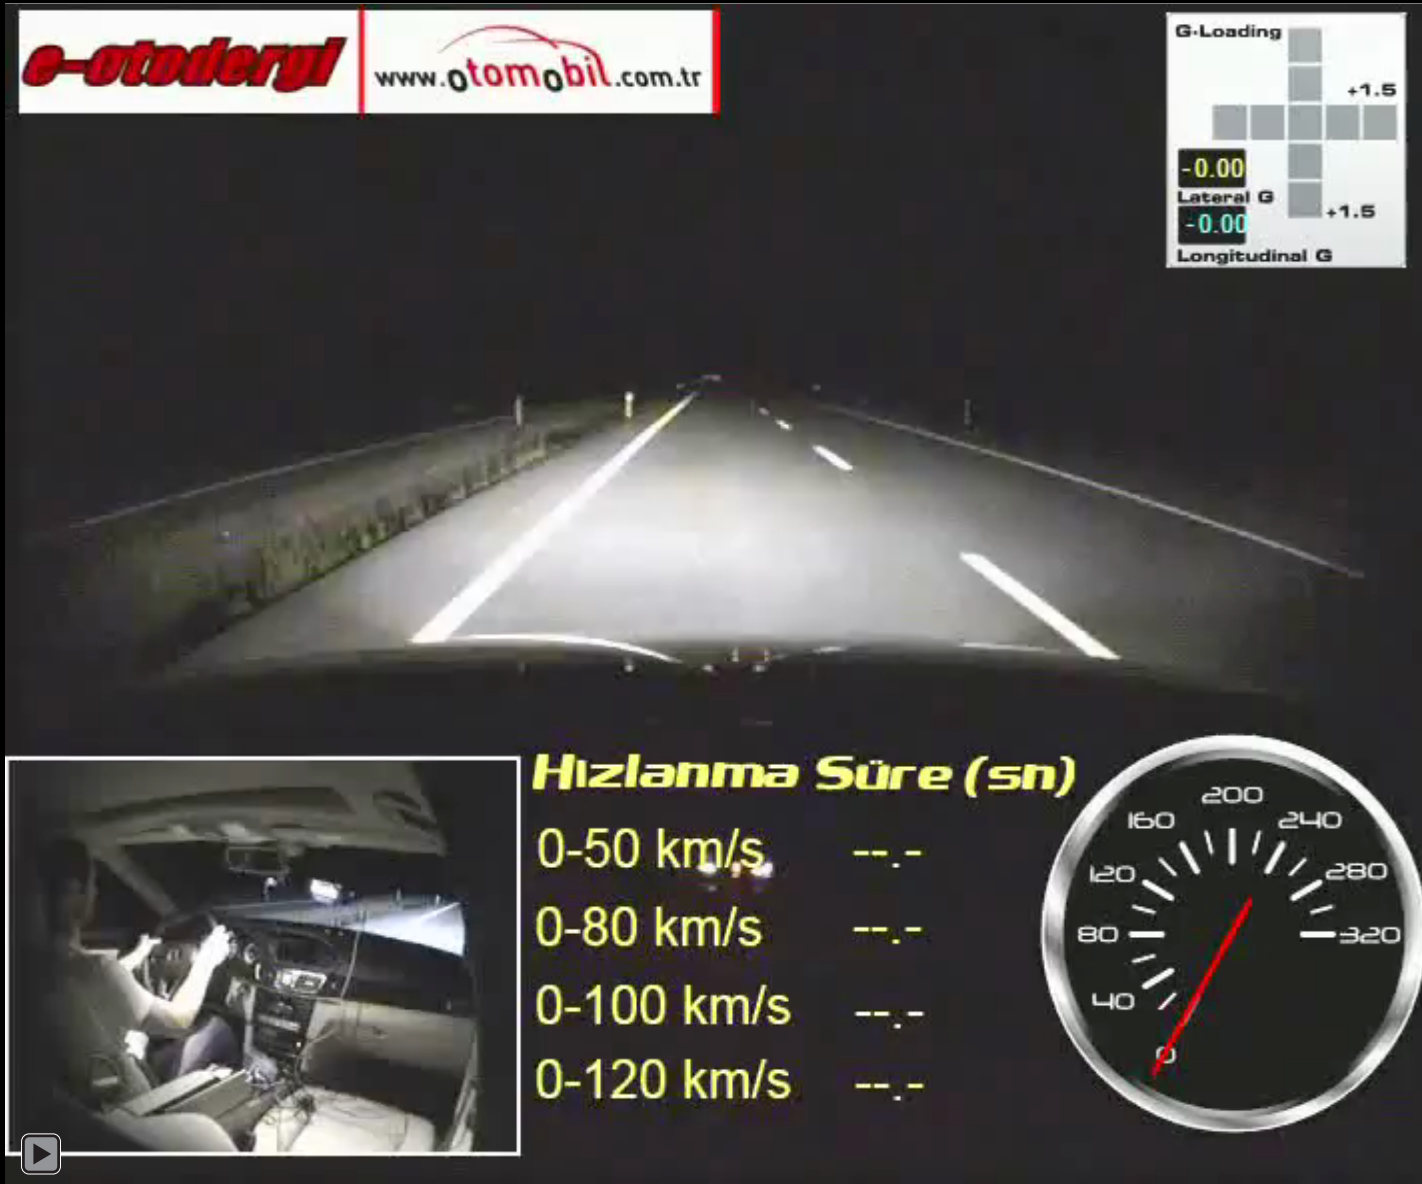 e-otodergi
www.otomobil.com.tr
G-Loading
+1.5
-0.00
Lateral G
-0.00
+1.5
Longitudinal G
Hızlanma Süre (sn)
0-50 km/s --.-
0-80 km/s --.-
0-100 km/s --.-
0-120 km/s --.-
200
160 240
120 280
80 320
40
0